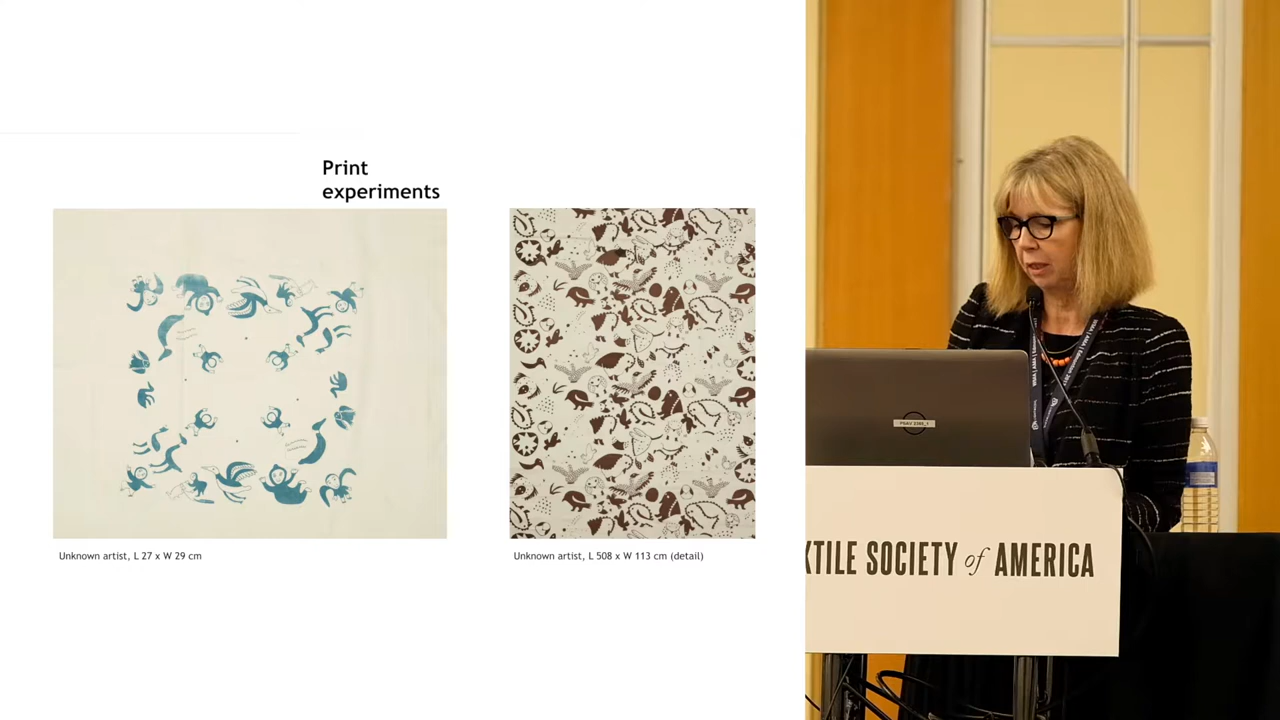 Print
experiments
Unknown artist, L 27 x W 29 cm
Unknown artist, L 508 x W 113 cm (detail)
XTILE SOCIETY of AMERICA